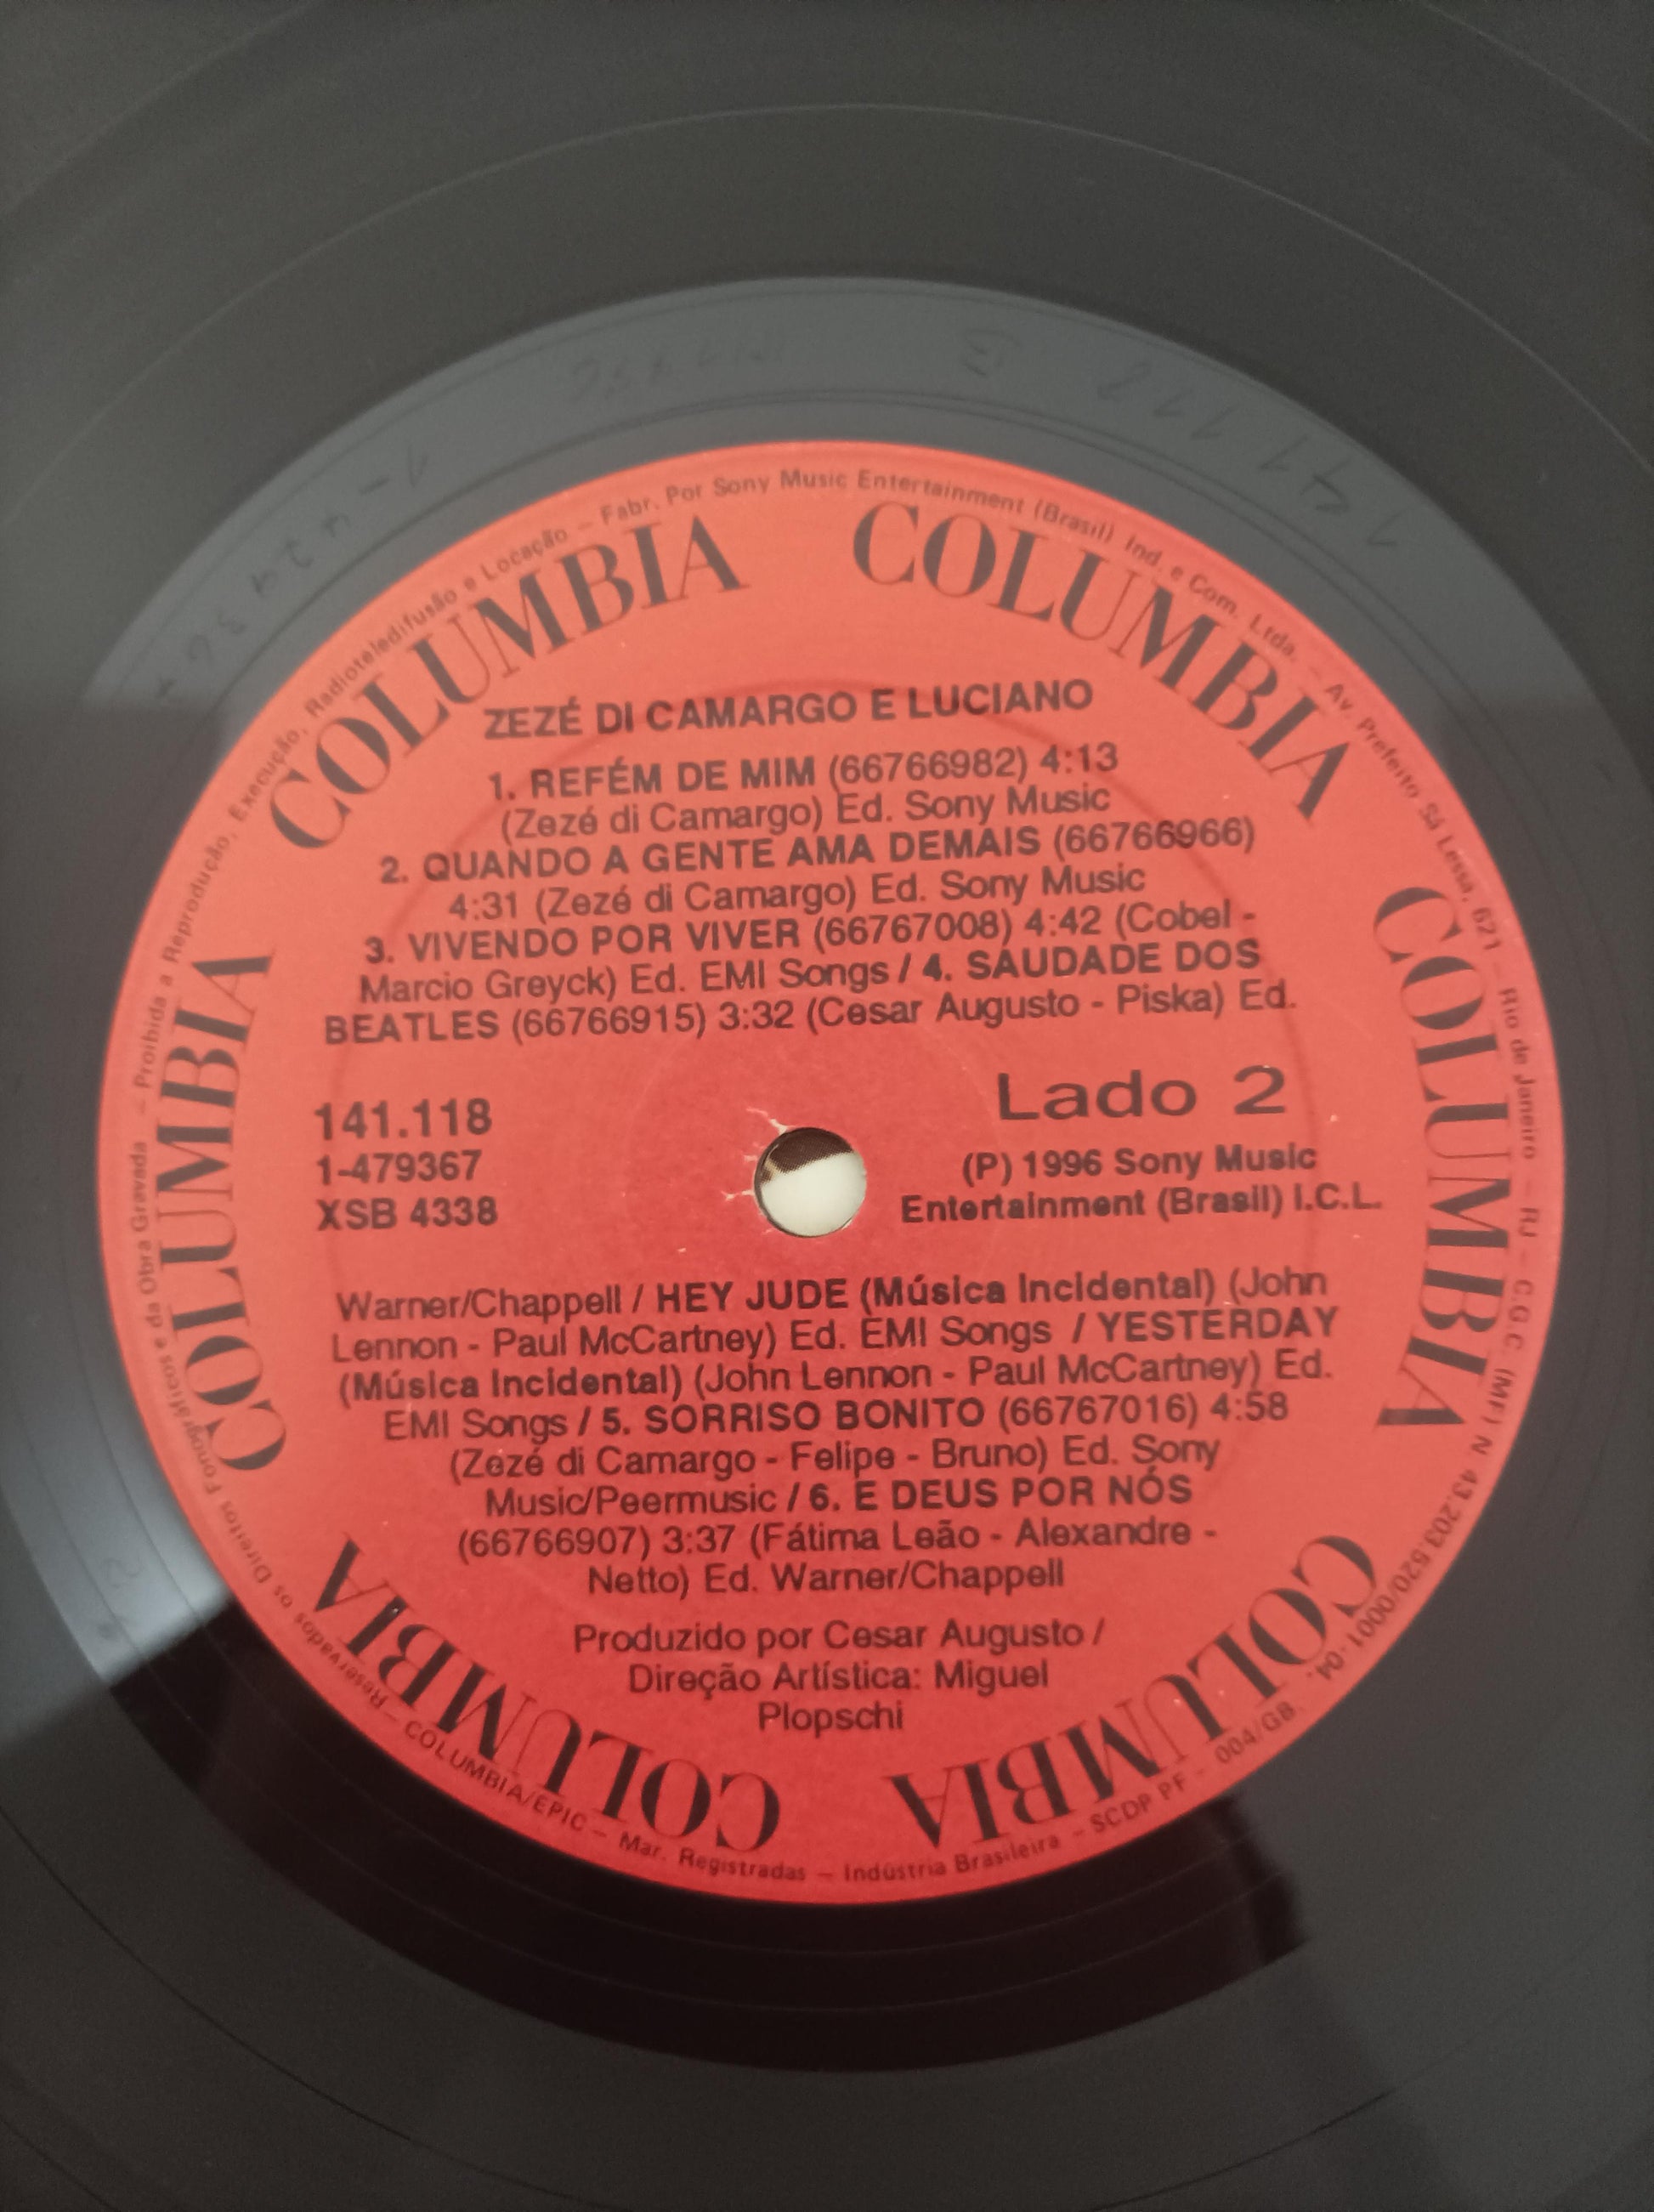 COLUMBIA COLUMBIA COLUMBIA COLUMBIA COLUMBIA COLUMBIA COLUMBIA
Fabr. Por Sony Music Entertainment (Brasil) Ind. e Com. Ltda. – Av. Prefeito Sá Lessa, 621 – Rio de Janeiro – RJ – C.G.C. (MF) N 43.203.520/0001-04. SCDP PF – 004/GB. – Indústria Brasileira – COLUMBIA/EPIC – Mar. Registradas – Reservados os Direitos Fonográficos e da Obra Gravada – Proibida a Reprodução, Execução, Radioteledifusão e Locação –
ZEZÉ DI CAMARGO E LUCIANO
1. REFÉM DE MIM (66766982) 4:13
(Zezé di Camargo) Ed. Sony Music
2. QUANDO A GENTE AMA DEMAIS (66766966)
4:31 (Zezé di Camargo) Ed. Sony Music
3. VIVENDO POR VIVER (66767008) 4:42 (Cobel -
Marcio Greyck) Ed. EMI Songs / 4. SAUDADE DOS
BEATLES (66766915) 3:32 (Cesar Augusto - Piska) Ed.
141.118
1-479367
XSB 4338
Lado 2
(P) 1996 Sony Music
Entertainment (Brasil) I.C.L.
Warner/Chappell / HEY JUDE (Música Incidental) (John
Lennon - Paul McCartney) Ed. EMI Songs / YESTERDAY
(Música Incidental) (John Lennon - Paul McCartney) Ed.
EMI Songs / 5. SORRISO BONITO (66767016) 4:58
(Zezé di Camargo - Felipe - Bruno) Ed. Sony
Music/Peermusic / 6. E DEUS POR NÓS
(66766907) 3:37 (Fátima Leão - Alexandre -
Netto) Ed. Warner/Chappell
Produzido por Cesar Augusto /
Direção Artística: Miguel
Plopschi